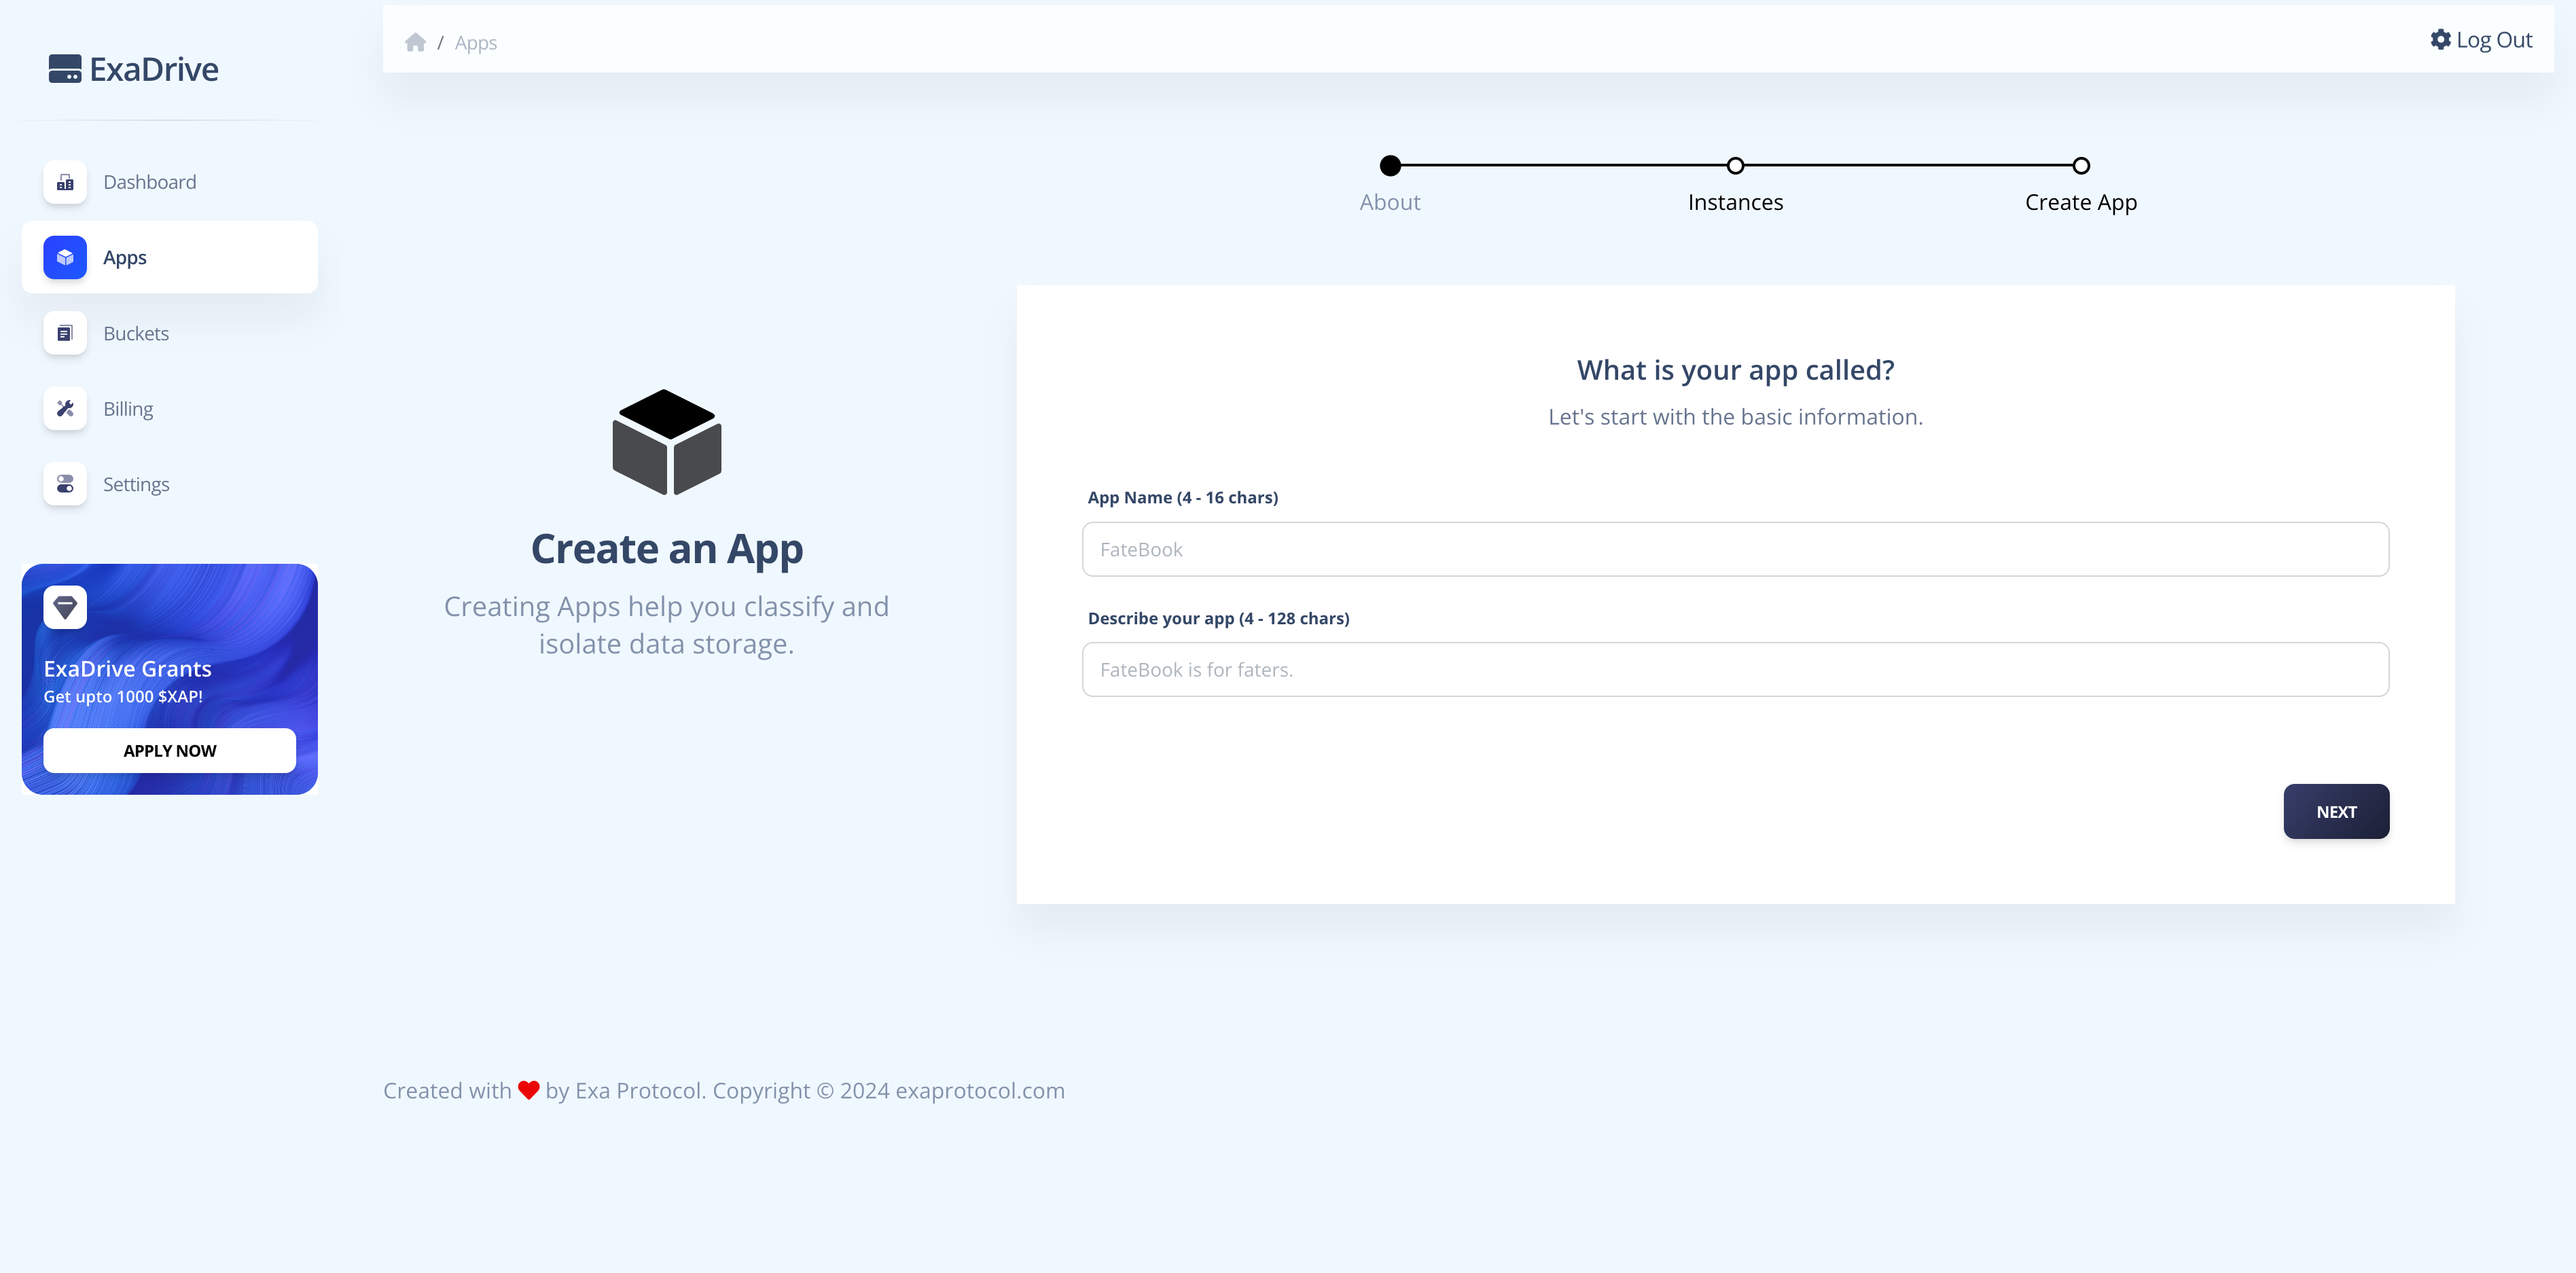 ExaDrive
Dashboard
Apps
Buckets
Billing
Settings
ExaDrive Grants
Get upto 1000 $XAP!
APPLY NOW
/ Apps
Log Out
About
Instances
Create App
Create an App
Creating Apps help you classify and
isolate data storage.
What is your app called?
Let's start with the basic information.
App Name (4 - 16 chars)
FateBook
Describe your app (4 - 128 chars)
FateBook is for faters.
NEXT
Created with ❤ by Exa Protocol. Copyright © 2024 exaprotocol.com